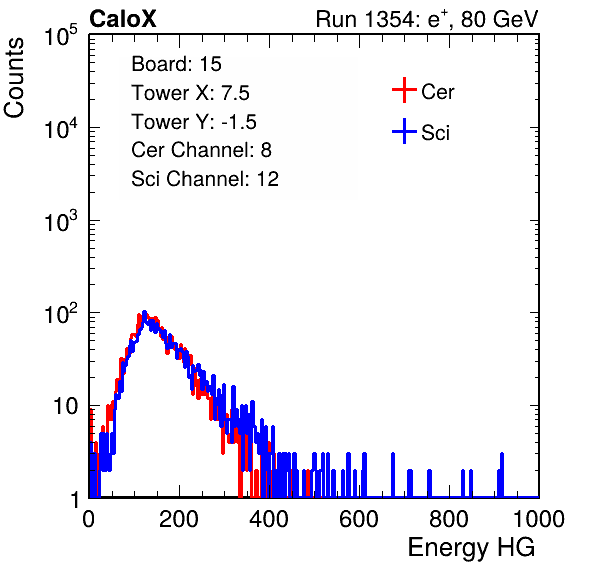 CaloX Run 1354: e⁺, 80 GeV
Counts
Board: 15
Tower X: 7.5
Tower Y: -1.5
Cer Channel: 8
Sci Channel: 12
Cer
Sci
10⁵
10⁴
10³
10²
10
1
0 200 400 600 800 1000
Energy HG